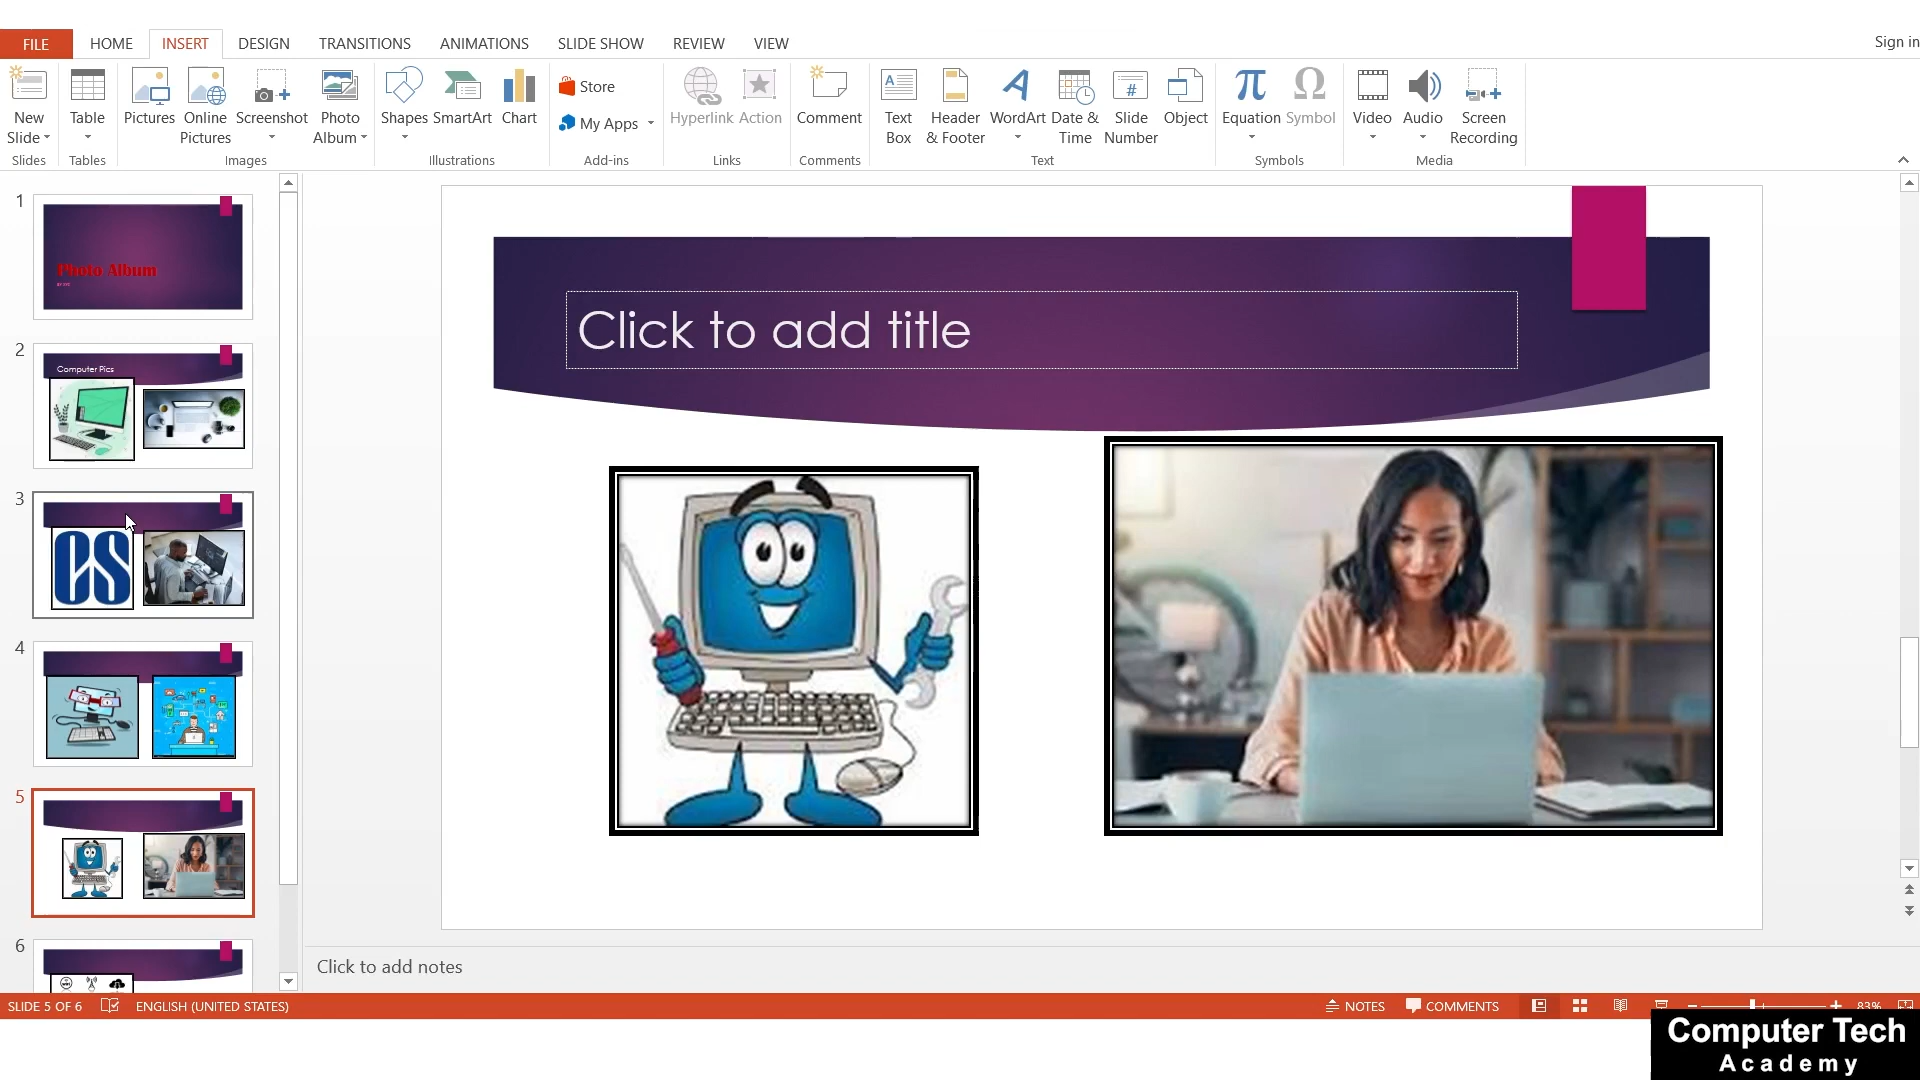 FILE HOME INSERT DESIGN TRANSITIONS ANIMATIONS SLIDE SHOW REVIEW VIEW Sign in
New Slide
Table
Pictures
Online Pictures
Screenshot
Photo Album
Shapes
SmartArt
Chart
Store
My Apps
Hyperlink
Action
Comment
Text Box
Header & Footer
WordArt
Date & Time
Slide Number
Object
Equation
Symbol
Video
Audio
Screen Recording
Slides Tables Images Illustrations Add-ins Links Comments Text Symbols Media
1
Photo Album
2
Computer Pics
3
CS
4
5
6
Click to add title
Click to add notes
SLIDE 5 OF 6 ENGLISH (UNITED STATES) NOTES COMMENTS 83%
Computer Tech
Academy